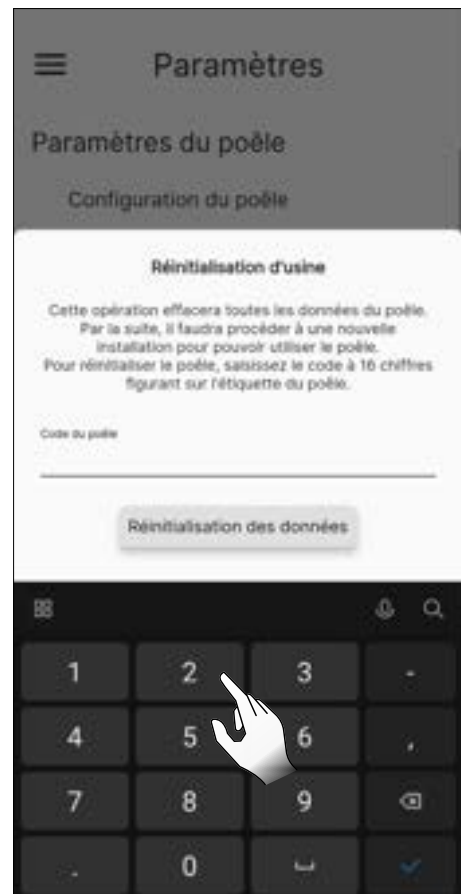 Paramètres
Paramètres du poêle
Configuration du poêle
Réinitialisation d'usine
Cette opération effacera toutes les données du poêle.
Par la suite, il faudra procéder à une nouvelle
installation pour pouvoir utiliser le poêle.
Pour réinitialiser le poêle, saisissez le code à 16 chiffres
figurant sur l'étiquette du poêle.
Code du poêle
Réinitialisation des données
1 2 3 -
4 5 6 ,
7 8 9
. 0